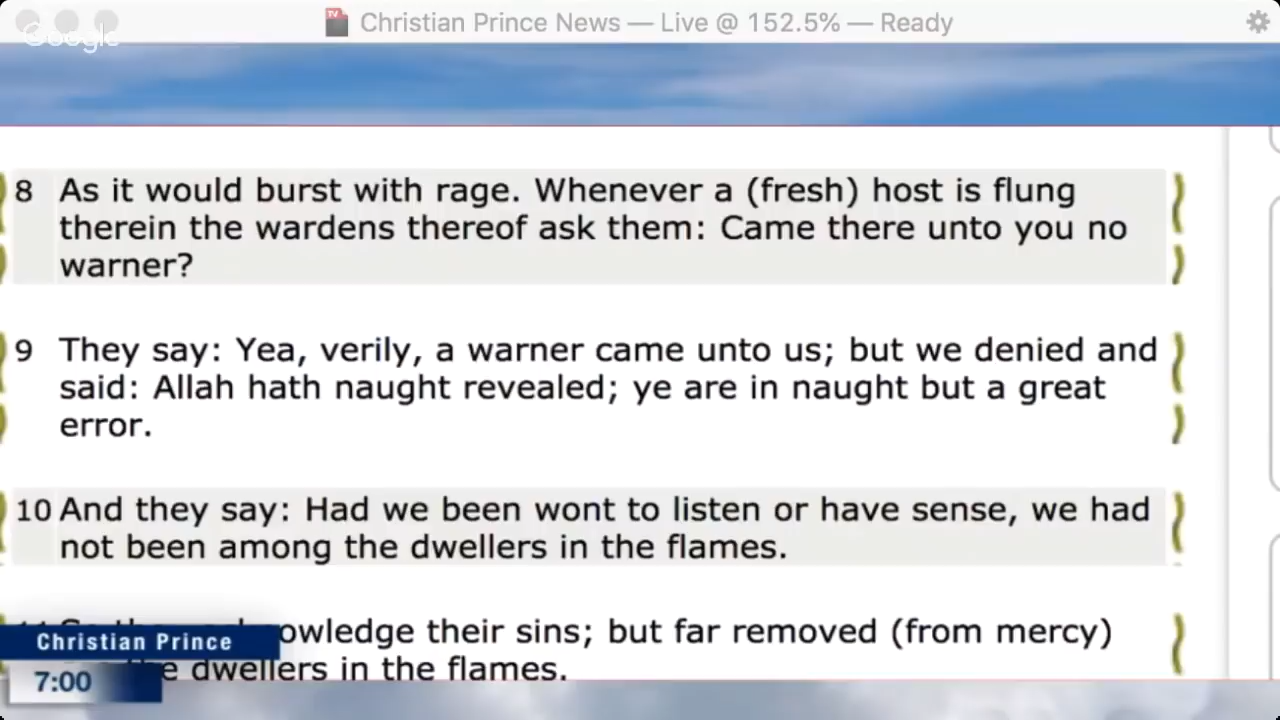 Christian Prince News — Live @ 152.5% — Ready
Google
8 As it would burst with rage. Whenever a (fresh) host is flung
therein the wardens thereof ask them: Came there unto you no
warner?
9 They say: Yea, verily, a warner came unto us; but we denied and
said: Allah hath naught revealed; ye are in naught but a great
error.
10 And they say: Had we been wont to listen or have sense, we had
not been among the dwellers in the flames.
owledge their sins; but far removed (from mercy)
the dwellers in the flames.
Christian Prince
7:00